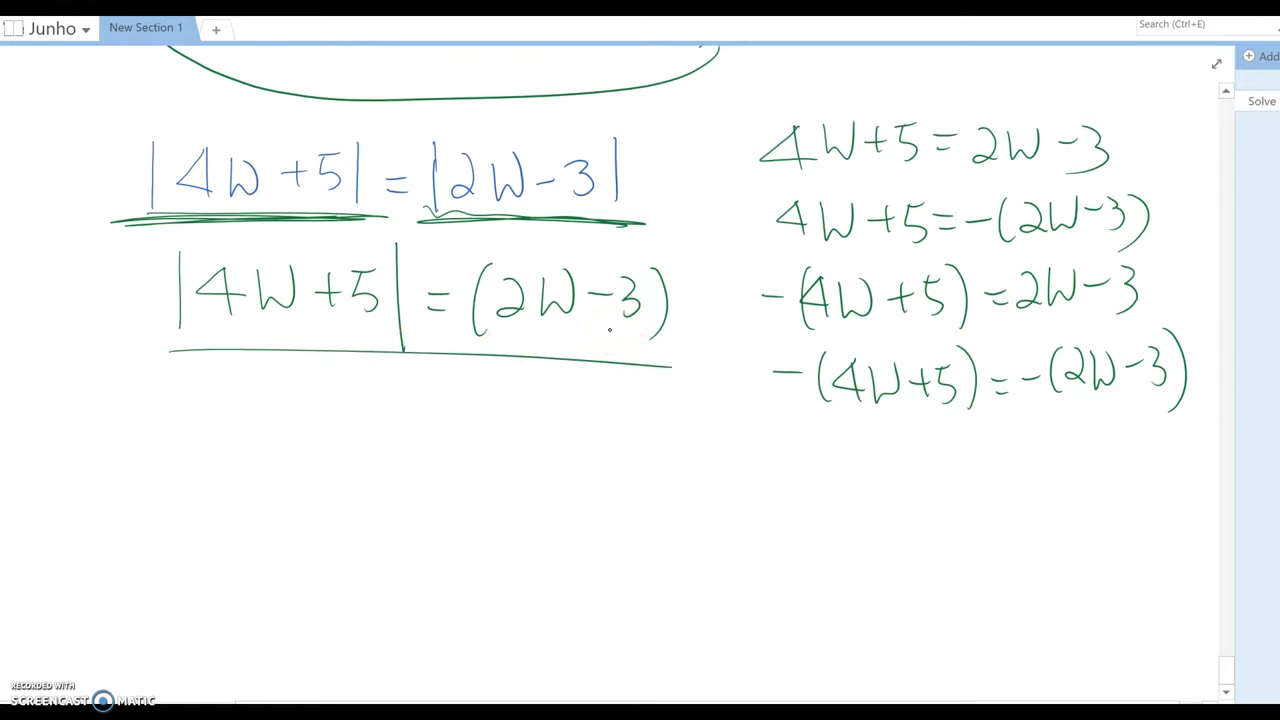 Junho
New Section 1
+
Search (Ctrl+E)
Add
Solve
|4W+5| = |2W-3|
|4W+5| = (2W-3)
4W+5=2W-3
4W+5=-(2W-3)
-(4W+5)=2W-3
-(4W+5)=-(2W-3)
RECORDED WITH
SCREENCAST MATIC